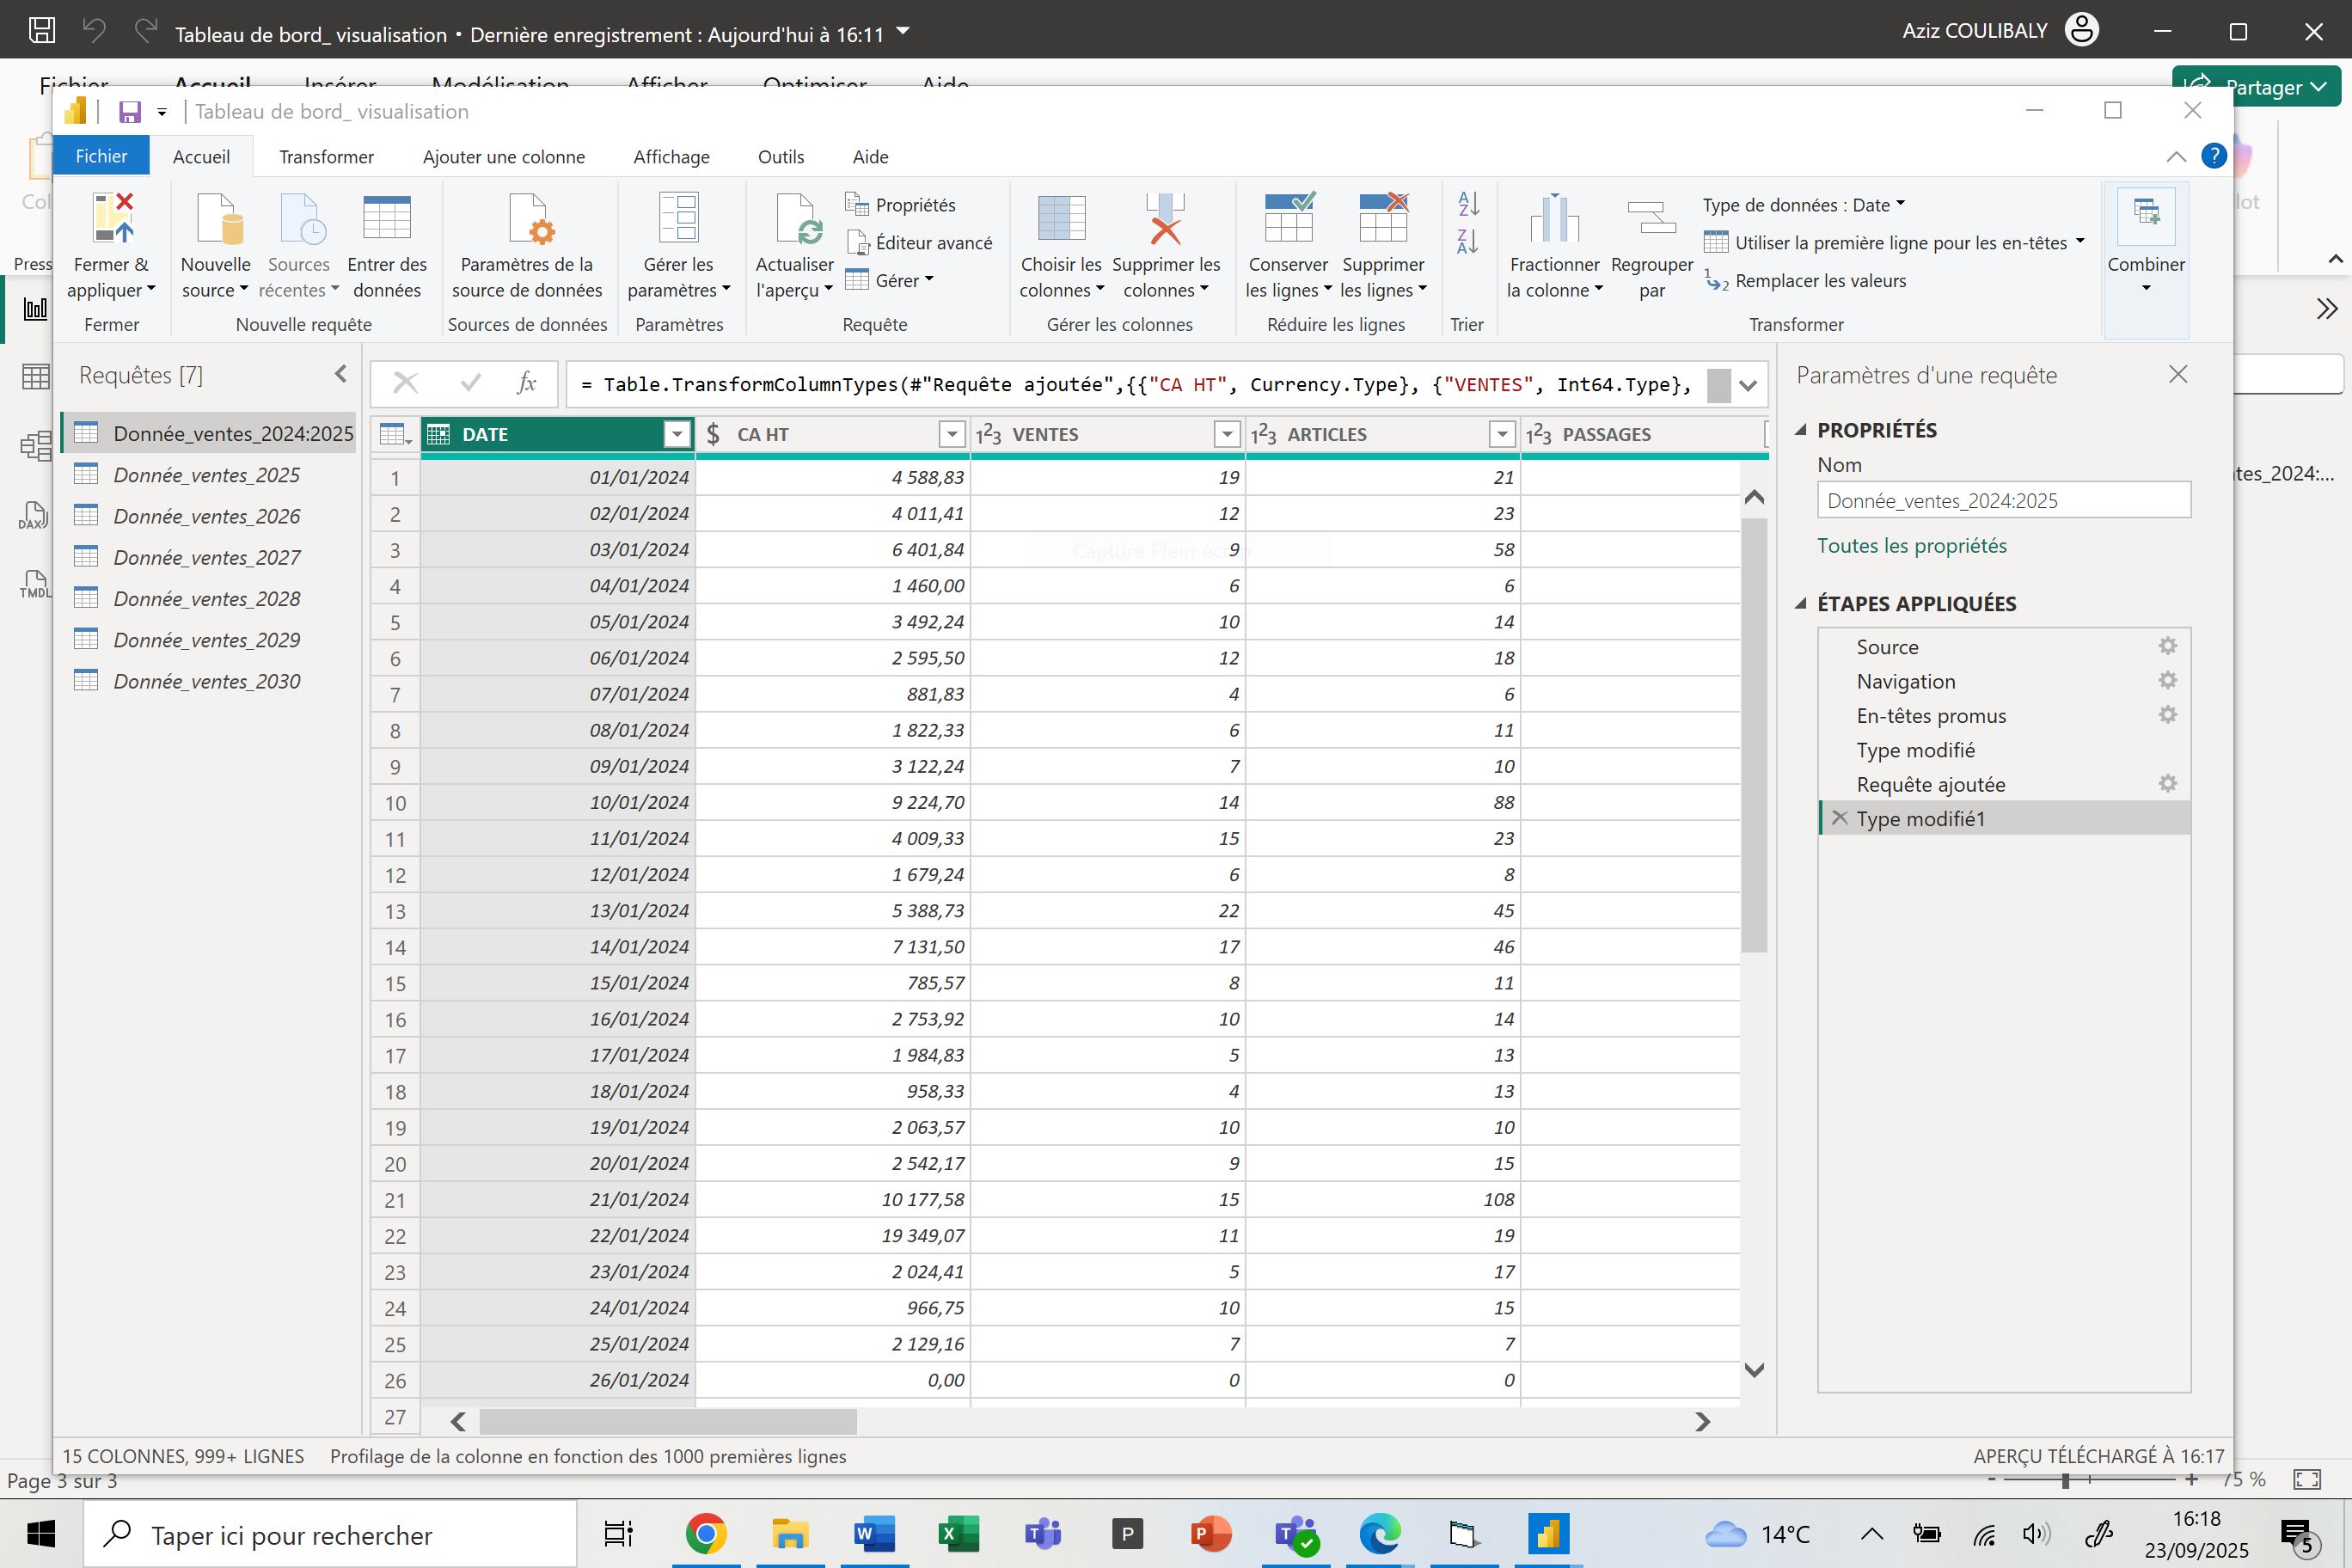 Tableau de bord_ visualisation • Dernière enregistrement : Aujourd'hui à 16:11
Aziz COULIBALY
Fichier Accueil Insérer Modélisation Afficher Optimiser Aide
Partager
Tableau de bord_ visualisation
Fichier Accueil Transformer Ajouter une colonne Affichage Outils Aide
Fermer & appliquer
Fermer
Nouvelle source
Sources récentes
Entrer des données
Nouvelle requête
Paramètres de la source de données
Sources de données
Gérer les paramètres
Paramètres
Actualiser l'aperçu
Propriétés
Éditeur avancé
Gérer
Requête
Choisir les colonnes
Supprimer les colonnes
Gérer les colonnes
Conserver les lignes
Supprimer les lignes
Réduire les lignes
Trier
Fractionner la colonne
Regrouper par
Type de données : Date
Utiliser la première ligne pour les en-têtes
Remplacer les valeurs
Transformer
Combiner
Col
Press
lot
DAX
TMDL
Requêtes [7]
Donnée_ventes_2024:2025
Donnée_ventes_2025
Donnée_ventes_2026
Donnée_ventes_2027
Donnée_ventes_2028
Donnée_ventes_2029
Donnée_ventes_2030
fx
= Table.TransformColumnTypes(#"Requête ajoutée",{{"CA HT", Currency.Type}, {"VENTES", Int64.Type},
DATE $ CA HT 123 VENTES 123 ARTICLES 123 PASSAGES
1 01/01/2024 4 588,83 19 21
2 02/01/2024 4 011,41 12 23
3 03/01/2024 6 401,84 9 58
Capture Plein écran
4 04/01/2024 1 460,00 6 6
5 05/01/2024 3 492,24 10 14
6 06/01/2024 2 595,50 12 18
7 07/01/2024 881,83 4 6
8 08/01/2024 1 822,33 6 11
9 09/01/2024 3 122,24 7 10
10 10/01/2024 9 224,70 14 88
11 11/01/2024 4 009,33 15 23
12 12/01/2024 1 679,24 6 8
13 13/01/2024 5 388,73 22 45
14 14/01/2024 7 131,50 17 46
15 15/01/2024 785,57 8 11
16 16/01/2024 2 753,92 10 14
17 17/01/2024 1 984,83 5 13
18 18/01/2024 958,33 4 13
19 19/01/2024 2 063,57 10 10
20 20/01/2024 2 542,17 9 15
21 21/01/2024 10 177,58 15 108
22 22/01/2024 19 349,07 11 19
23 23/01/2024 2 024,41 5 17
24 24/01/2024 966,75 10 15
25 25/01/2024 2 129,16 7 7
26 26/01/2024 0,00 0 0
27
Paramètres d'une requête
PROPRIÉTÉS
Nom
Donnée_ventes_2024:2025
Toutes les propriétés
ÉTAPES APPLIQUÉES
Source
Navigation
En-têtes promus
Type modifié
Requête ajoutée
Type modifié1
tes_2024:...
15 COLONNES, 999+ LIGNES Profilage de la colonne en fonction des 1000 premières lignes
APERÇU TÉLÉCHARGÉ À 16:17
Page 3 sur 3
75 %
Taper ici pour rechercher
14°C
16:18
23/09/2025
5